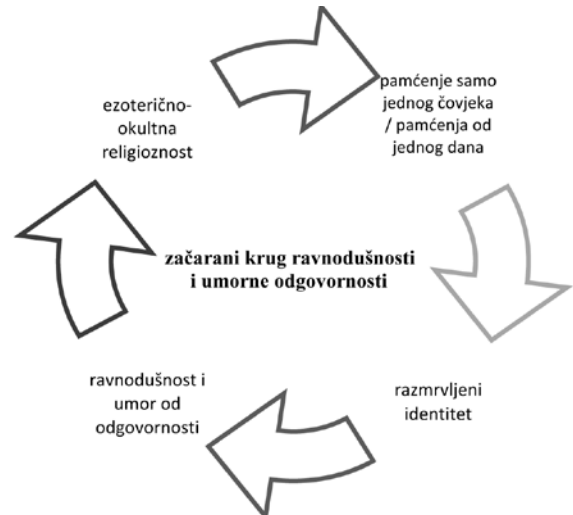 ezoterično-
okultna
religioznost
pamćenje samo
jednog čovjeka
/ pamćenja od
jednog dana
začarani krug ravnodušnosti
i umorne odgovornosti
ravnodušnost i
umor od
odgovornosti
razmrvljeni
identitet